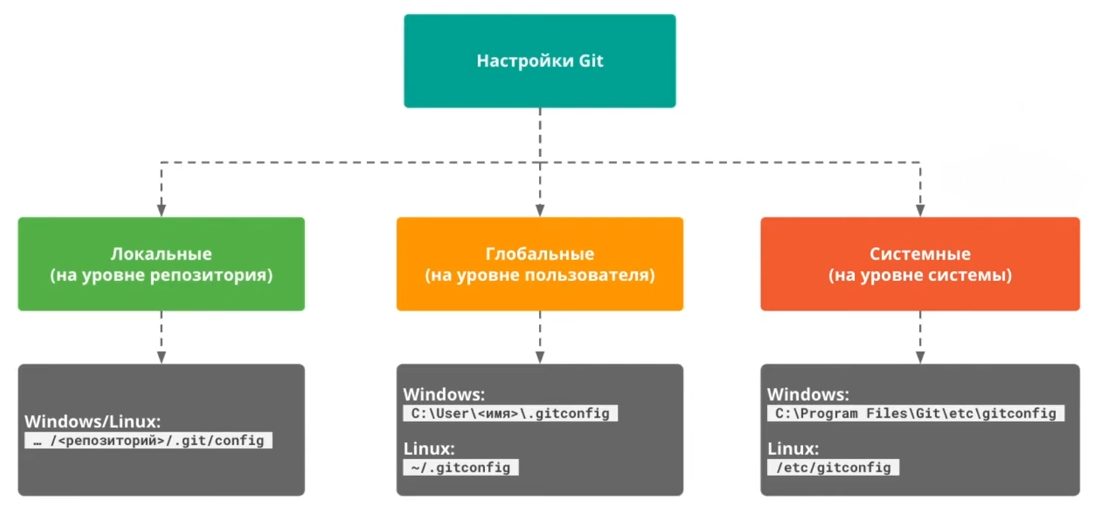 Настройки Git
Локальные
(на уровне репозитория)
Глобальные
(на уровне пользователя)
Системные
(на уровне системы)
Windows/Linux:
… /<репозиторий>/.git/config
Windows:
C:\User\<имя>\.gitconfig
Linux:
~/.gitconfig
Windows:
C:\Program Files\Git\etc\gitconfig
Linux:
/etc/gitconfig